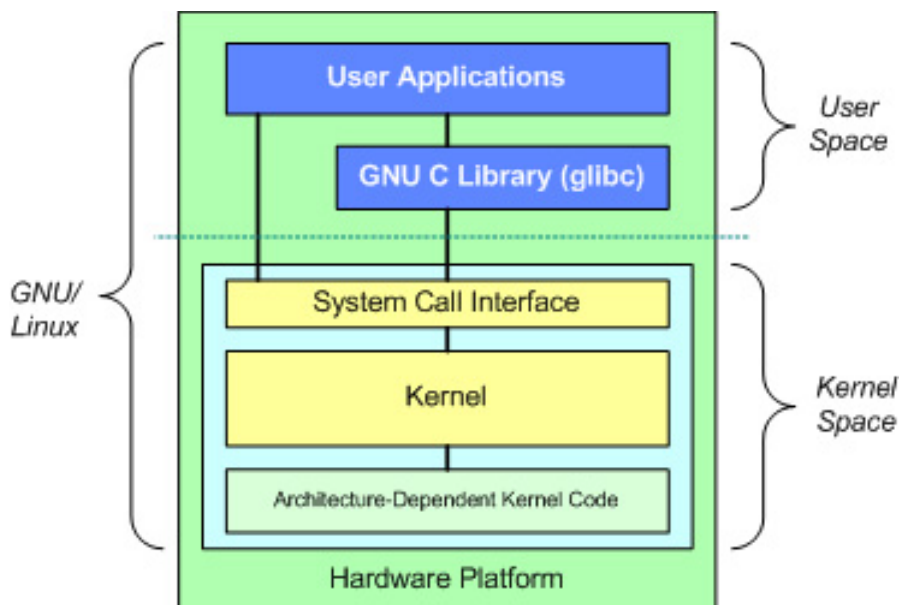 User Applications
User
Space
GNU C Library (glibc)
GNU/
Linux
System Call Interface
Kernel
Kernel
Space
Architecture-Dependent Kernel Code
Hardware Platform